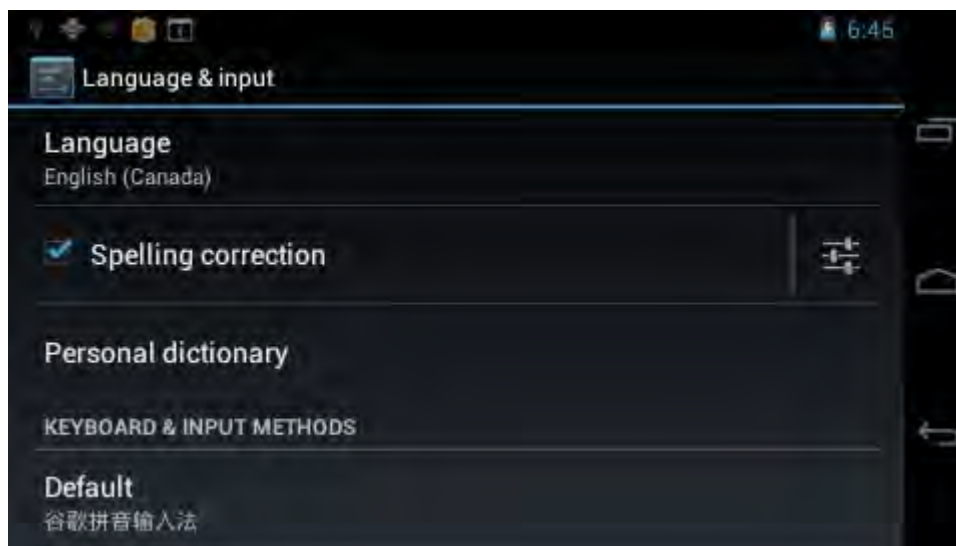 6:45
Language & input
Language
English (Canada)
Spelling correction
Personal dictionary
KEYBOARD & INPUT METHODS
Default
谷歌拼音输入法